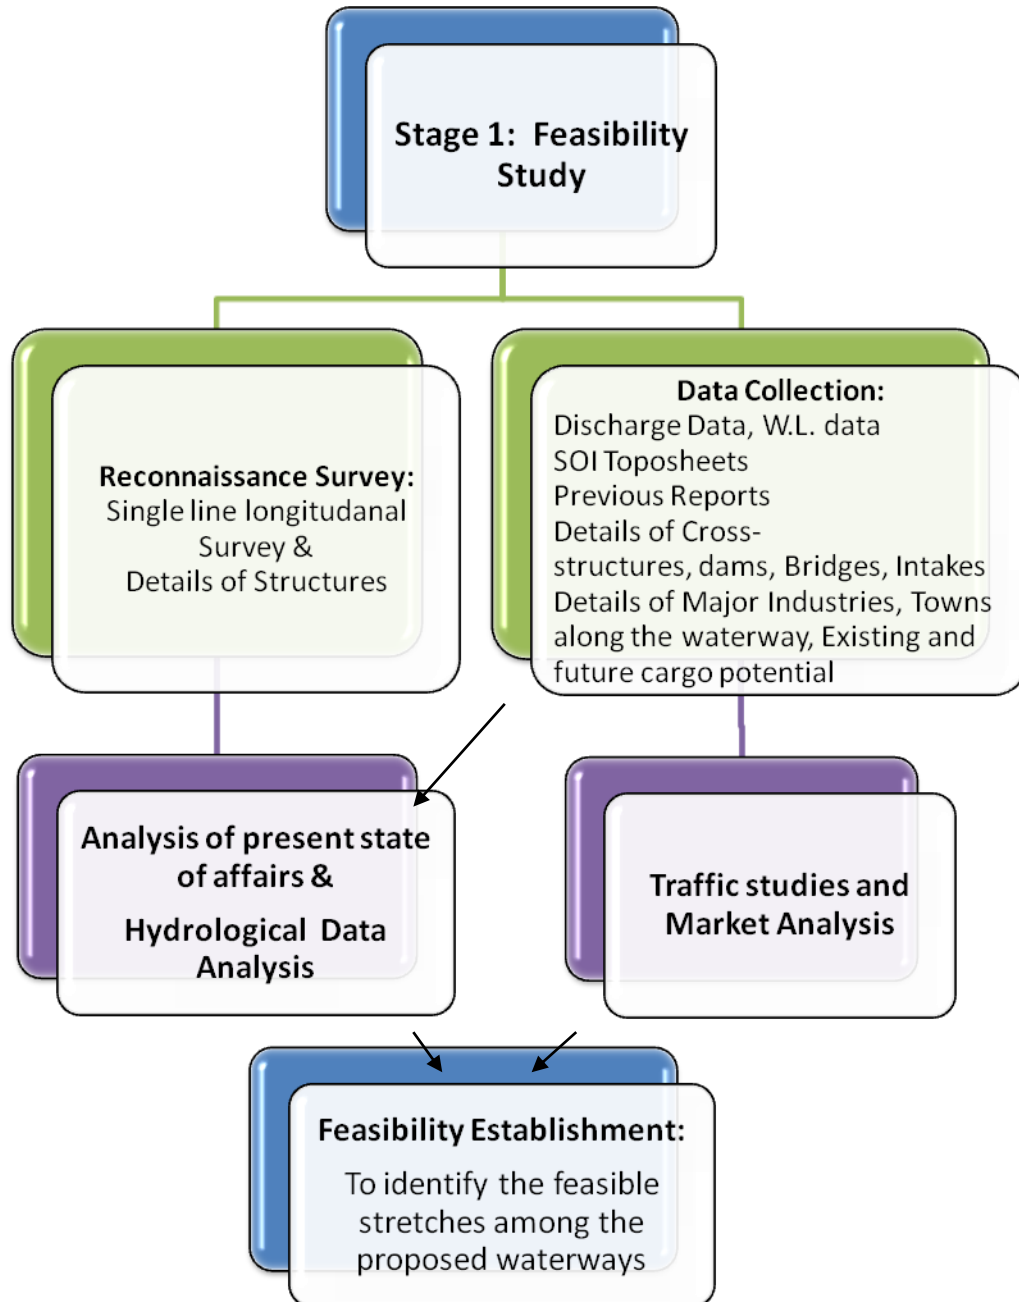 Stage 1: Feasibility
Study
Reconnaissance Survey:
Single line longitudanal
Survey &
Details of Structures
Data Collection:
Discharge Data, W.L. data
SOI Toposheets
Previous Reports
Details of Cross-
structures, dams, Bridges, Intakes
Details of Major Industries, Towns
along the waterway, Existing and
future cargo potential
Analysis of present state
of affairs &
Hydrological Data
Analysis
Traffic studies and
Market Analysis
Feasibility Establishment:
To identify the feasible
stretches among the
proposed waterways